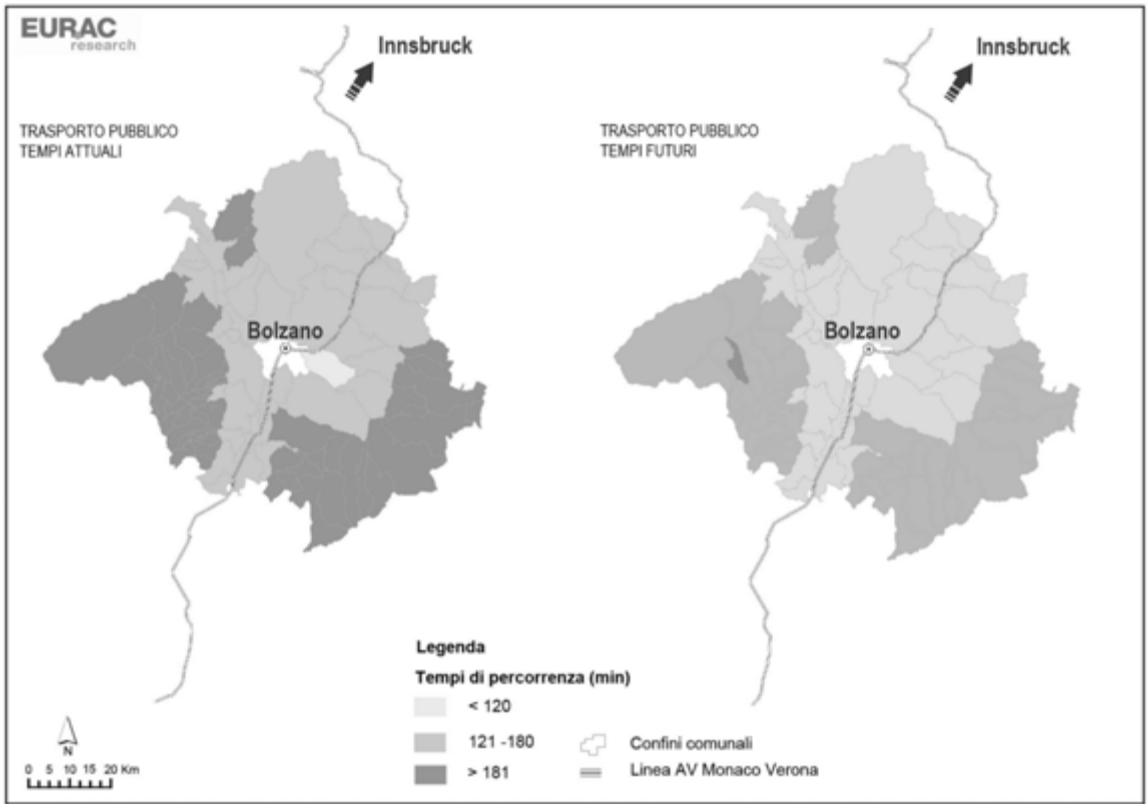 EURAC
research
Innsbruck
TRASPORTO PUBBLICO
TEMPI ATTUALI
Bolzano
Innsbruck
TRASPORTO PUBBLICO
TEMPI FUTURI
Bolzano
Legenda
Tempi di percorrenza (min)
< 120
121 -180
> 181
Confini comunali
Linea AV Monaco Verona
N
0 5 10 15 20 Km